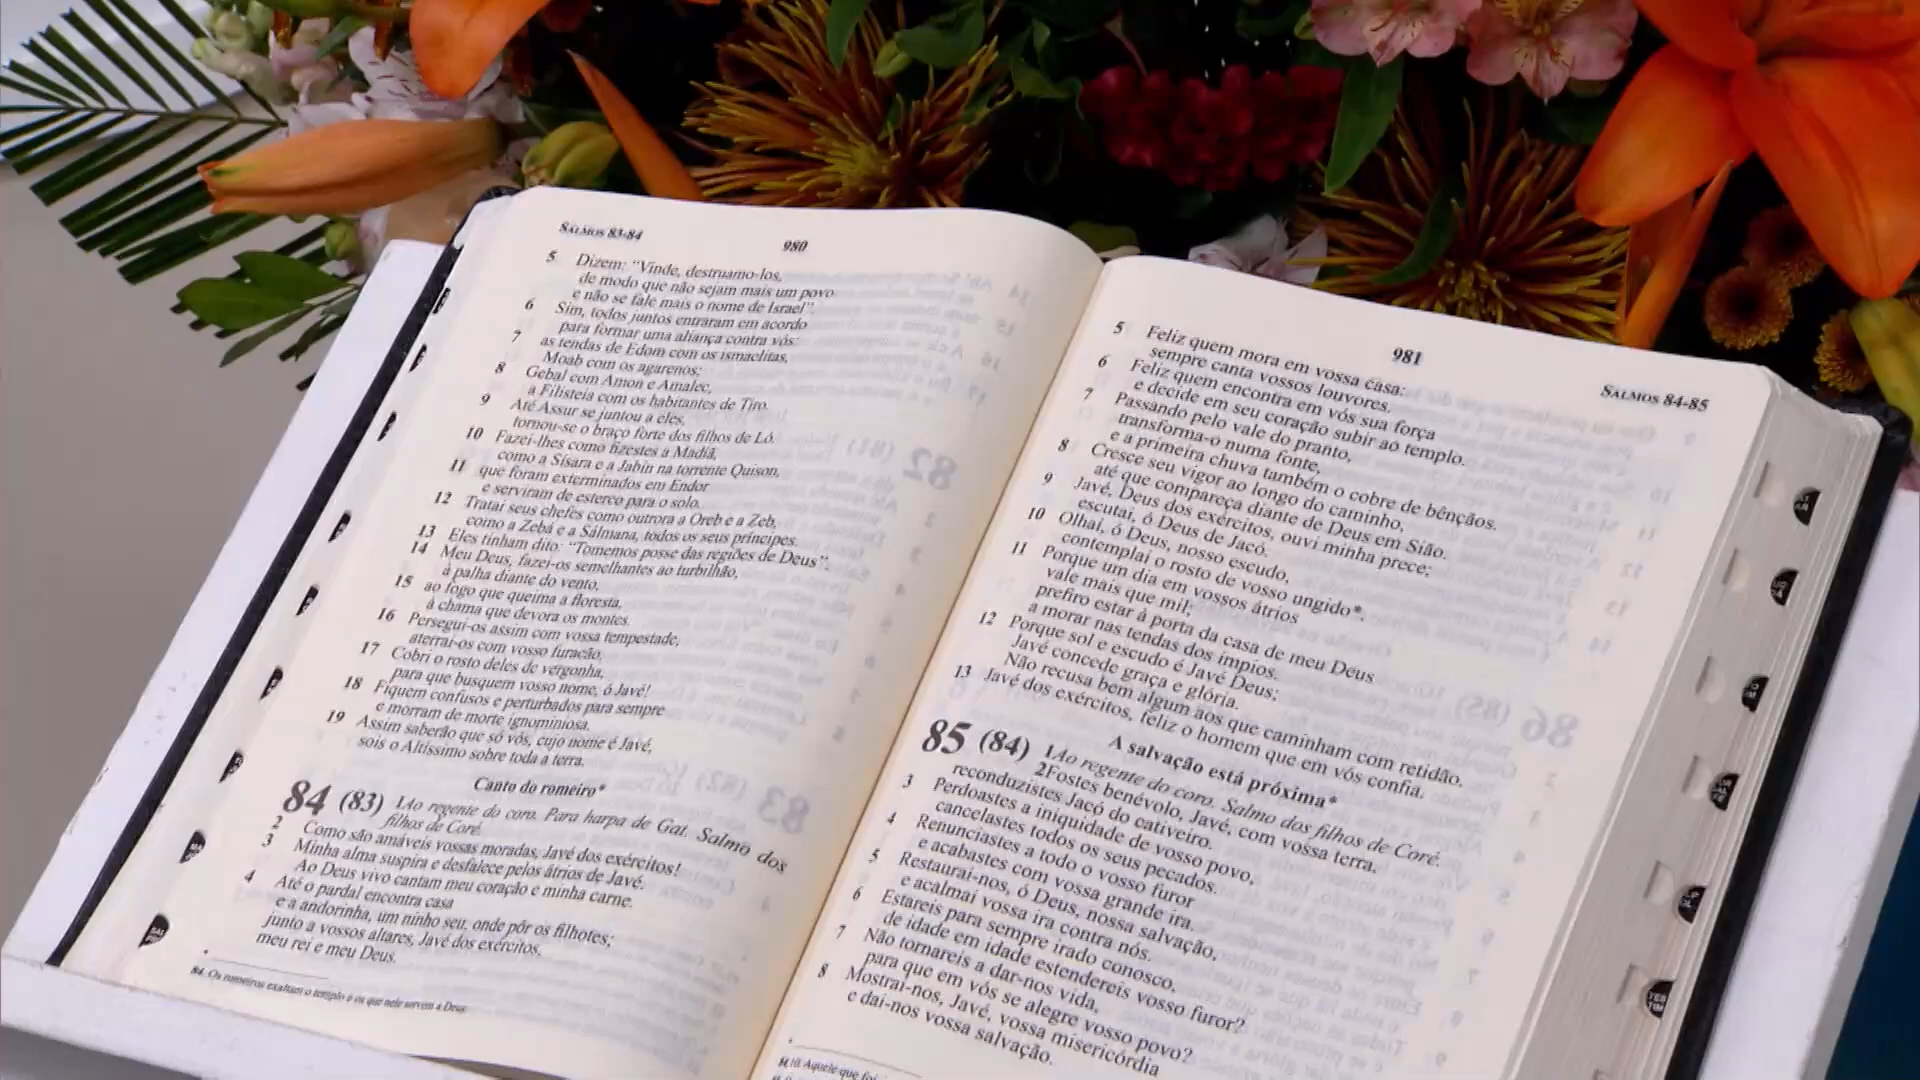 SALMOS 83-84
980
5 Dizem: “Vinde, destruamo-los,
de modo que não sejam mais um povo
e não se fale mais o nome de Israel”.
6 Sim, todos juntos entraram em acordo
para formar uma aliança contra vós:
7 as tendas de Edom com os ismaelitas,
Moab com os agarenos;
8 Gebal com Amon e Amalec,
a Filisteia com os habitantes de Tiro.
9 Até Assur se juntou a eles,
tornou-se o braço forte dos filhos de Ló.
10 Fazei-lhes como fizestes a Madiã,
como a Sísara e a Jabin na torrente Quison,
11 que foram exterminados em Endor
e serviram de esterco para o solo.
12 Tratai seus chefes como outrora a Oreb e a Zeb,
como a Zebá e a Sálmana, todos os seus príncipes.
13 Eles tinham dito: “Tomemos posse das regiões de Deus”.
14 Meu Deus, fazei-os semelhantes ao turbilhão,
à palha diante do vento,
15 ao fogo que queima a floresta,
à chama que devora os montes.
16 Persegui-os assim com vossa tempestade,
aterrai-os com vosso furacão.
17 Cobri o rosto deles de vergonha,
para que busquem vosso nome, ó Javé!
18 Fiquem confusos e perturbados para sempre
e morram de morte ignominiosa.
19 Assim saberão que só vós, cujo nome é Javé,
sois o Altíssimo sobre toda a terra.
Canto do romeiro*
84 (83) 1Ao regente do coro. Para harpa de Gat. Salmo dos
filhos de Coré.
2 Como são amáveis vossas moradas, Javé dos exércitos!
3 Minha alma suspira e desfalece pelos átrios de Javé.
Ao Deus vivo cantam meu coração e minha carne.
4 Até o pardal encontra casa
e a andorinha, um ninho seu, onde pôr os filhotes;
junto a vossos altares, Javé dos exércitos,
meu rei e meu Deus.
84. Os romeiros exaltam o templo e os que nele servem a Deus.
981
SALMOS 84-85
5 Feliz quem mora em vossa casa:
sempre canta vossos louvores.
6 Feliz quem encontra em vós sua força
e decide em seu coração subir ao templo.
7 Passando pelo vale do pranto,
transforma-o numa fonte,
e a primeira chuva também o cobre de bênçãos.
8 Cresce seu vigor ao longo do caminho,
até que compareça diante de Deus em Sião.
9 Javé, Deus dos exércitos, ouvi minha prece;
escutai, ó Deus de Jacó.
10 Olhai, ó Deus, nosso escudo,
contemplai o rosto de vosso ungido*.
11 Porque um dia em vossos átrios
vale mais que mil;
prefiro estar à porta da casa de meu Deus
a morar nas tendas dos ímpios.
12 Porque sol e escudo é Javé Deus;
Javé concede graça e glória.
Não recusa bem algum aos que caminham com retidão.
13 Javé dos exércitos, feliz o homem que em vós confia.
A salvação está próxima*
85 (84) 1Ao regente do coro. Salmo dos filhos de Coré.
2Fostes benévolo, Javé, com vossa terra,
reconduzistes Jacó do cativeiro.
3 Perdoastes a iniquidade de vosso povo,
cancelastes todos os seus pecados.
4 Renunciastes a todo o vosso furor
e acabastes com vossa grande ira.
5 Restaurai-nos, ó Deus, nossa salvação,
e acalmai vossa ira contra nós.
6 Estareis para sempre irado conosco,
de idade em idade estendereis vosso furor?
7 Não tornareis a dar-nos vida,
para que em vós se alegre vosso povo?
8 Mostrai-nos, Javé, vossa misericórdia
e dai-nos vossa salvação.
10. Aquele que foi